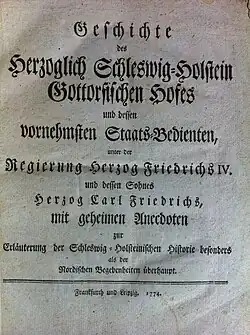 Geschichte
des
Herzoglich Schleswig-Holstein
Gottorfischen Hofes
und dessen
vornehmsten Staats-Bedienten,
unter der
Regierung Herzog Friedrichs IV.
und dessen Sohnes
Herzog Carl Friedrichs,
mit geheimen Anecdoten
zur
Erläuterung der Schleswig-Holsteinischen Historie besonders
als der
Nordischen Begebenheiten überhaupt.
Frankfurth und Leipzig, 1774.